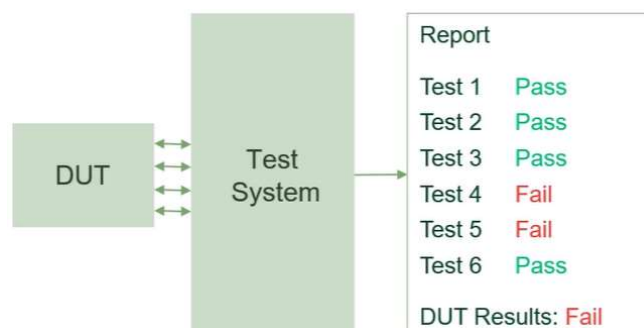 DUT
Test
System
Report
Test 1 Pass
Test 2 Pass
Test 3 Pass
Test 4 Fail
Test 5 Fail
Test 6 Pass
DUT Results: Fail